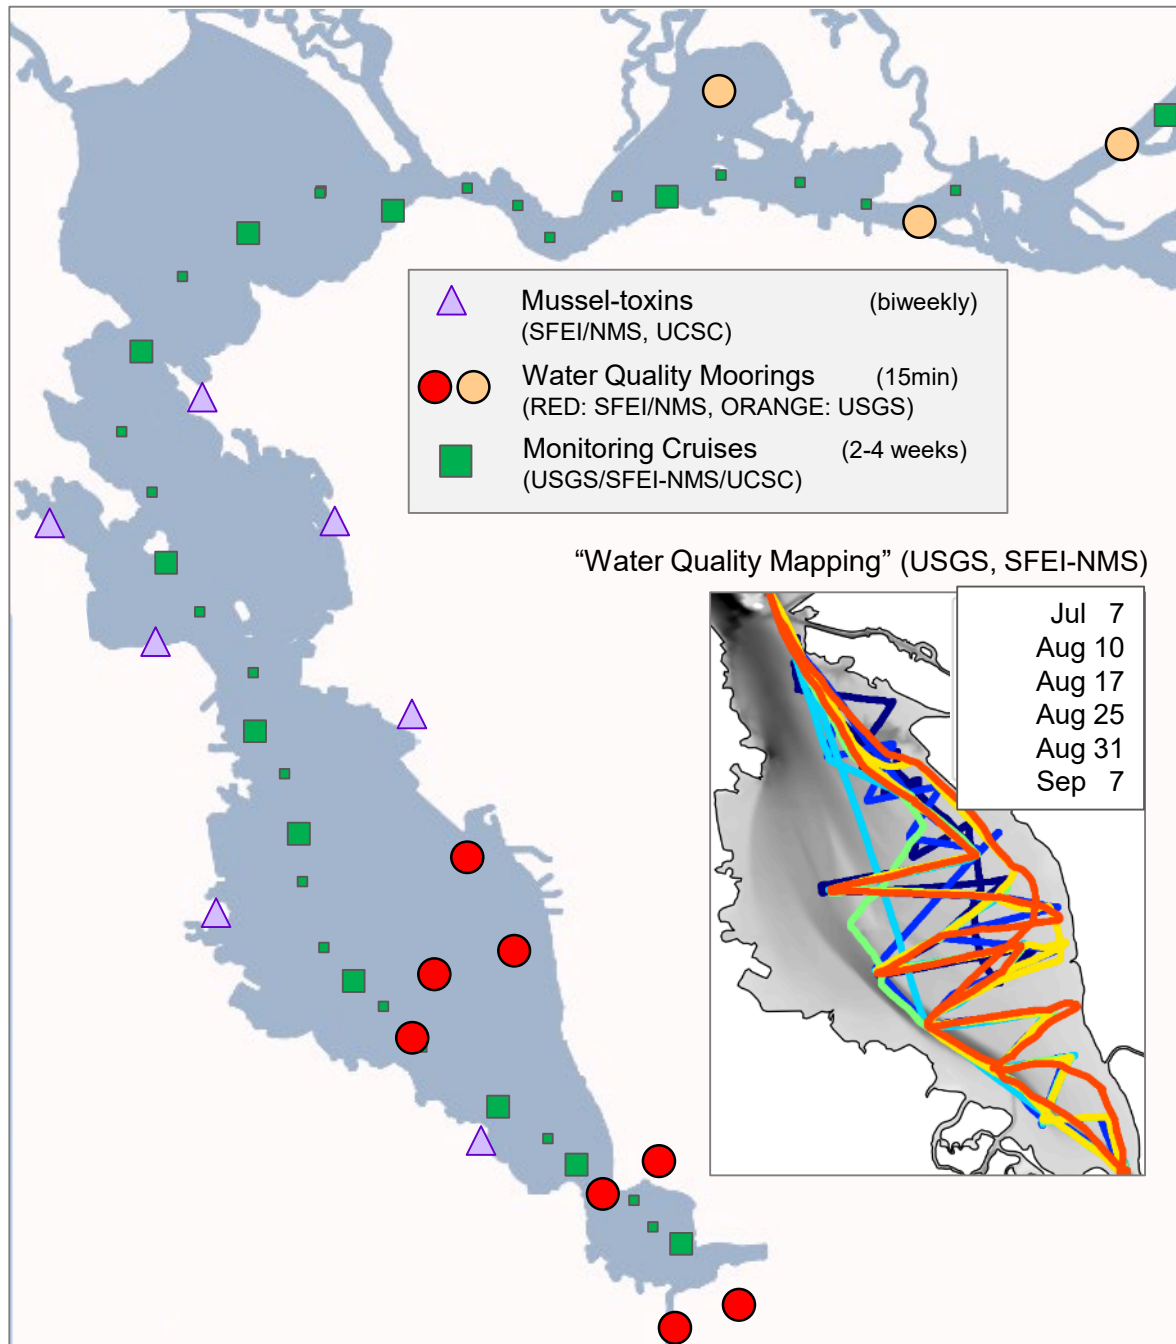 Mussel-toxins (biweekly)
(SFEI/NMS, UCSC)
Water Quality Moorings (15min)
(RED: SFEI/NMS, ORANGE: USGS)
Monitoring Cruises (2-4 weeks)
(USGS/SFEI-NMS/UCSC)
“Water Quality Mapping” (USGS, SFEI-NMS)
Jul 7
Aug 10
Aug 17
Aug 25
Aug 31
Sep 7